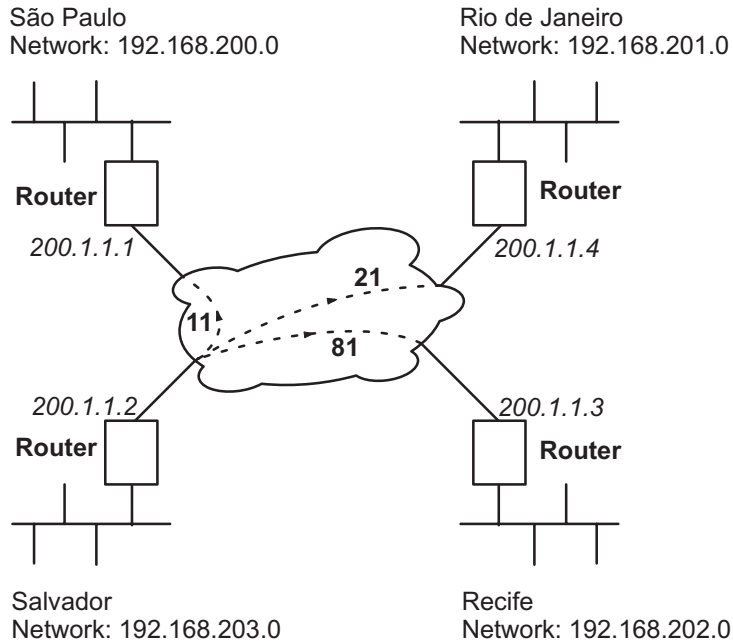 São Paulo
Network: 192.168.200.0
Rio de Janeiro
Network: 192.168.201.0
Router
200.1.1.1
Router
200.1.1.4
21
11
81
200.1.1.2
Router
200.1.1.3
Router
Salvador
Network: 192.168.203.0
Recife
Network: 192.168.202.0